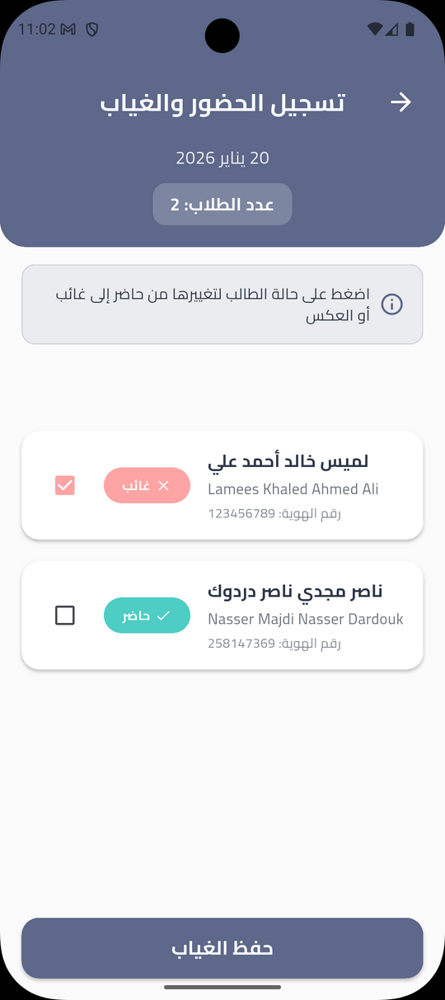 11:02
تسجيل الحضور والغياب
20 يناير 2026
عدد الطلاب: 2
اضغط على حالة الطالب لتغييرها من حاضر إلى غائب
أو العكس
لميس خالد أحمد علي
Lamees Khaled Ahmed Ali
رقم الهوية: 123456789
غائب
ناصر مجدي ناصر دردوك
Nasser Majdi Nasser Dardouk
رقم الهوية: 258147369
حاضر
حفظ الغياب